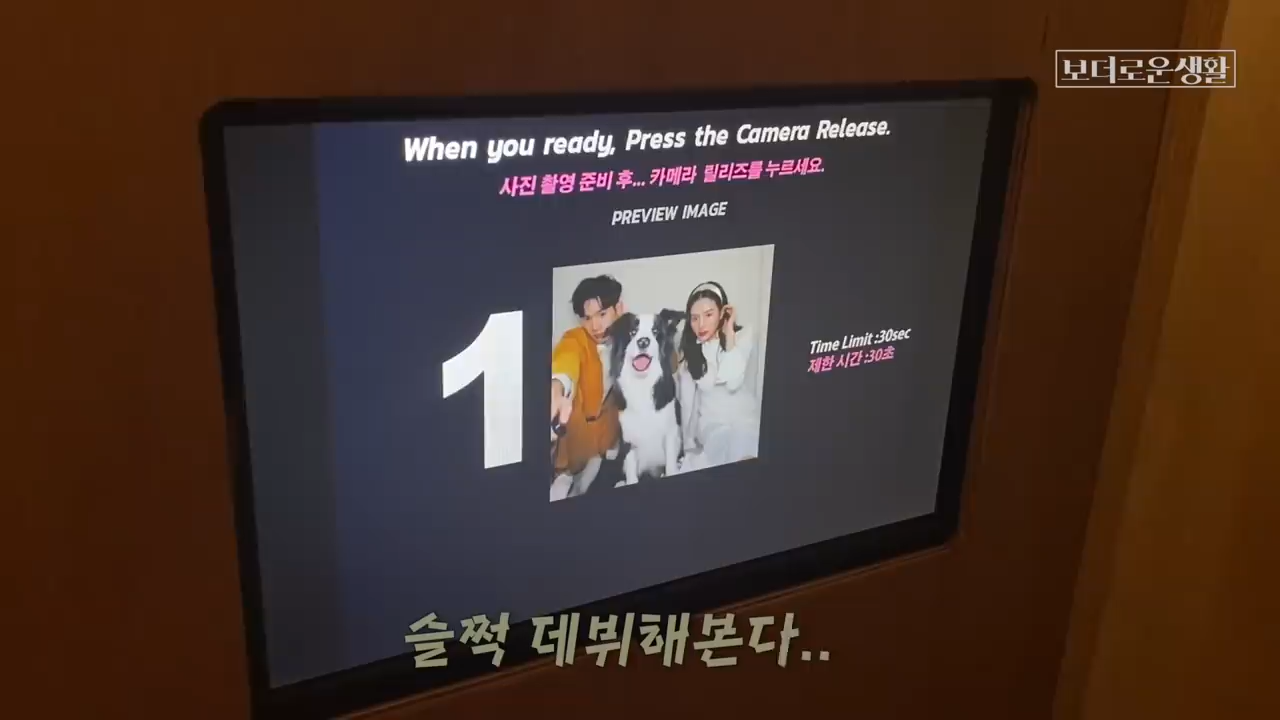 보더로운생활
When you ready, Press the Camera Release.
사진 촬영 준비 후... 카메라 릴리즈를 누르세요.
PREVIEW IMAGE
1
Time Limit :30sec
제한 시간 :30초
슬쩍 데뷔해본다..